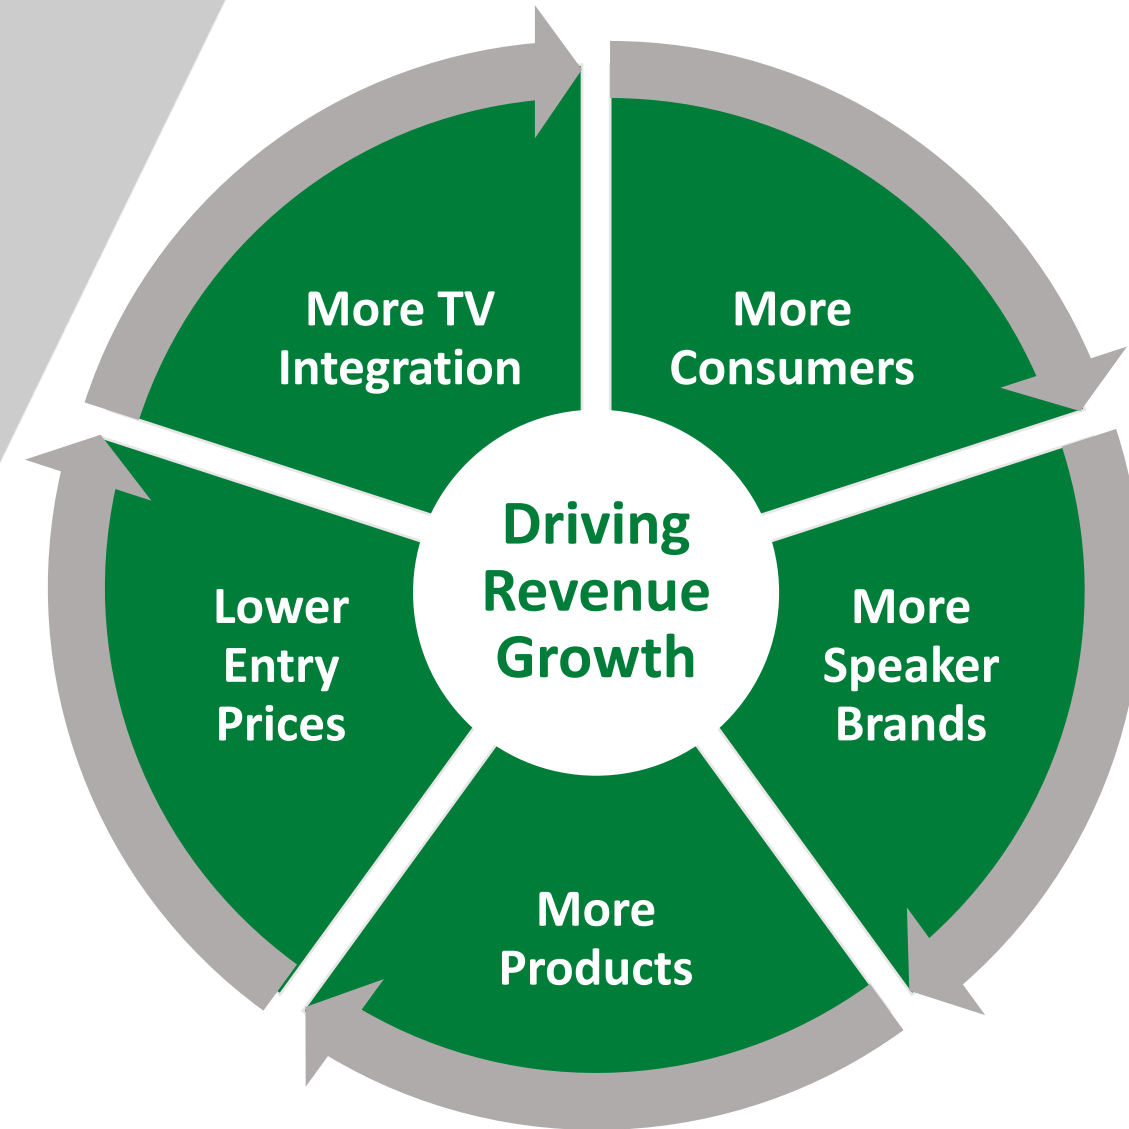 More TV
Integration
More
Consumers
Driving
Revenue
Growth
Lower
Entry
Prices
More
Speaker
Brands
More
Products